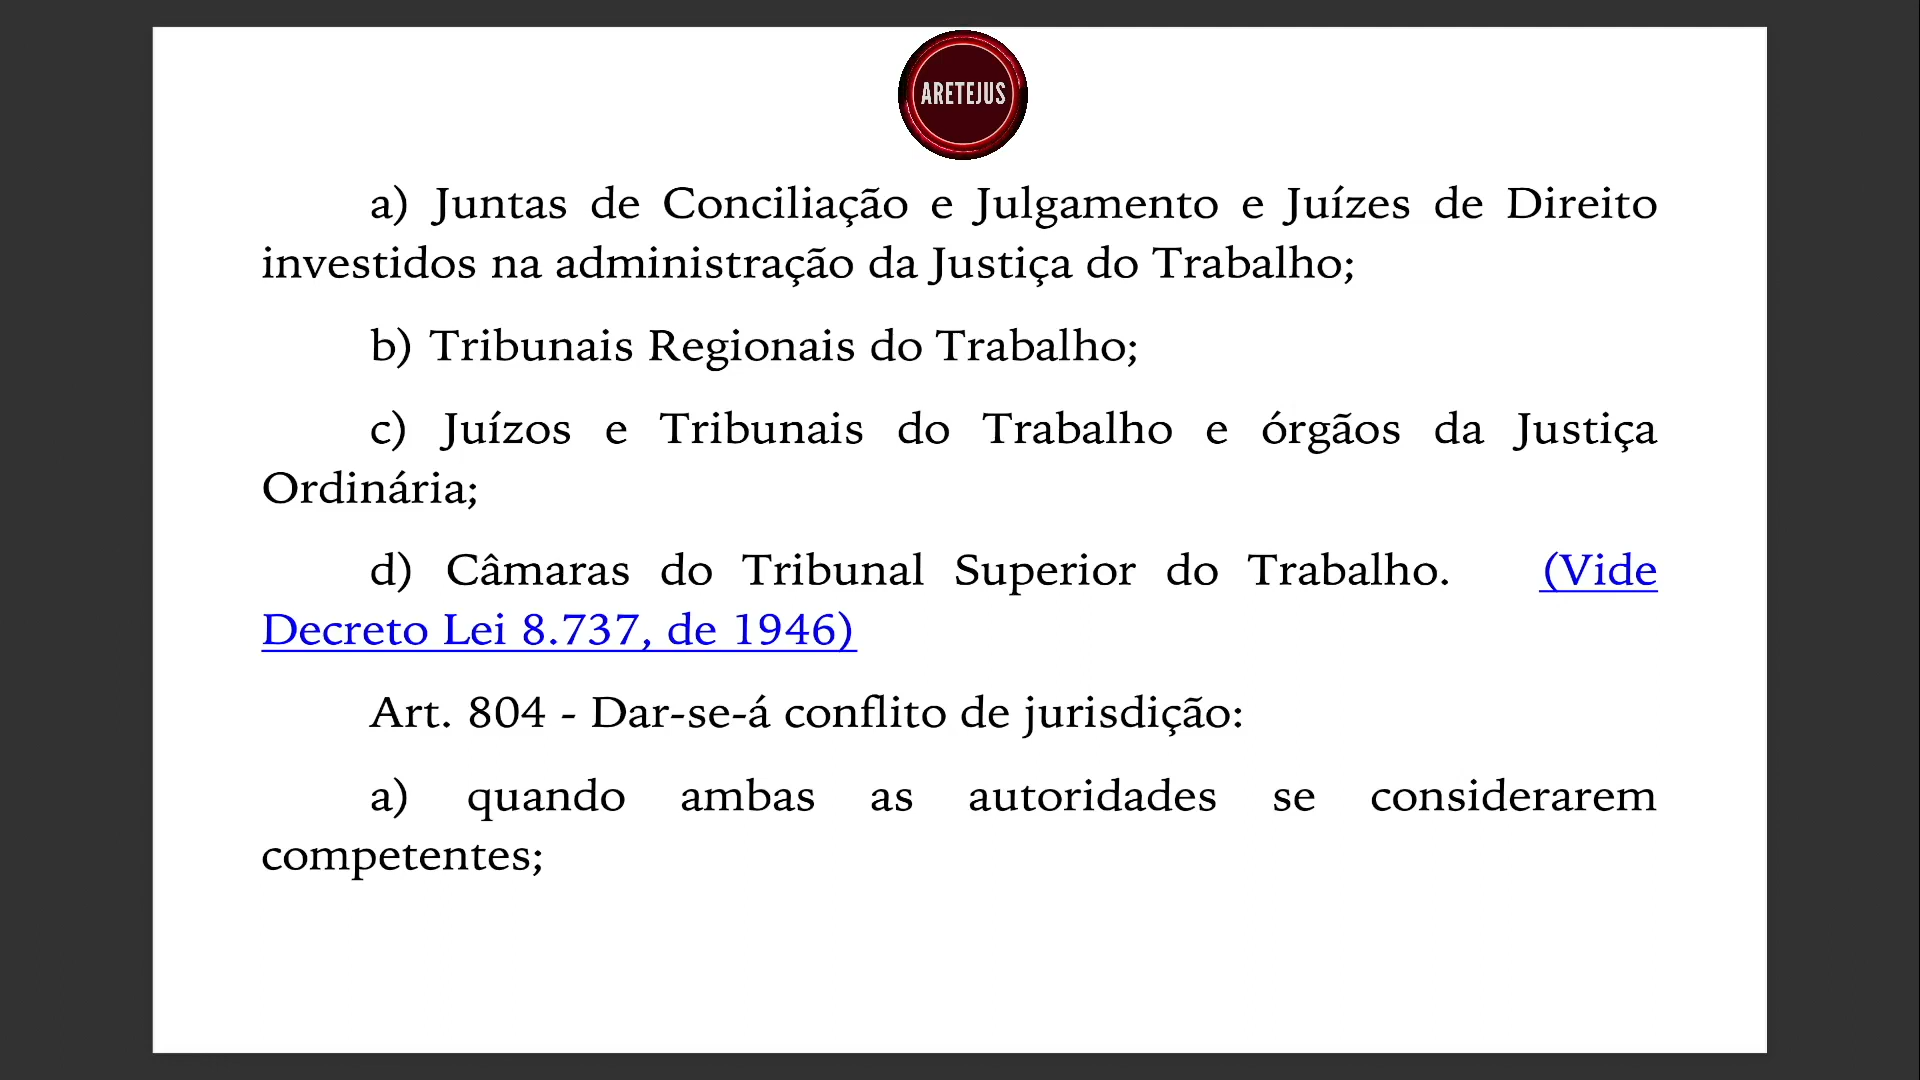 ARETEJUS
a) Juntas de Conciliação e Julgamento e Juízes de Direito
investidos na administração da Justiça do Trabalho;
b) Tribunais Regionais do Trabalho;
c) Juízos e Tribunais do Trabalho e órgãos da Justiça
Ordinária;
d) Câmaras do Tribunal Superior do Trabalho. (Vide
Decreto Lei 8.737, de 1946)
Art. 804 - Dar-se-á conflito de jurisdição:
a) quando ambas as autoridades se considerarem
competentes;